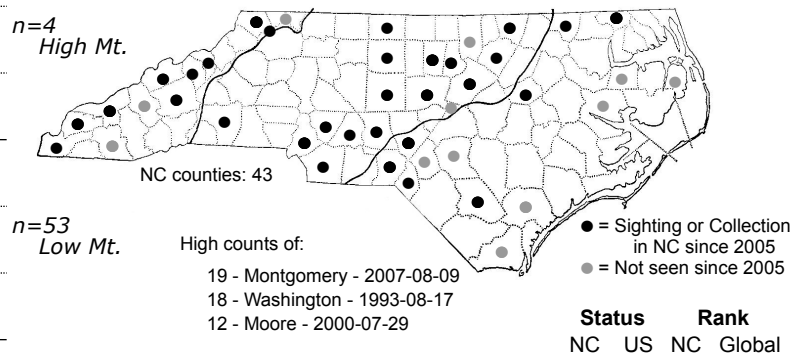 n=4
High Mt.
NC counties: 43
n=53
Low Mt.
High counts of:
19 - Montgomery - 2007-08-09
18 - Washington - 1993-08-17
12 - Moore - 2000-07-29
= Sighting or Collection
in NC since 2005
= Not seen since 2005
Status Rank
NC US NC Global